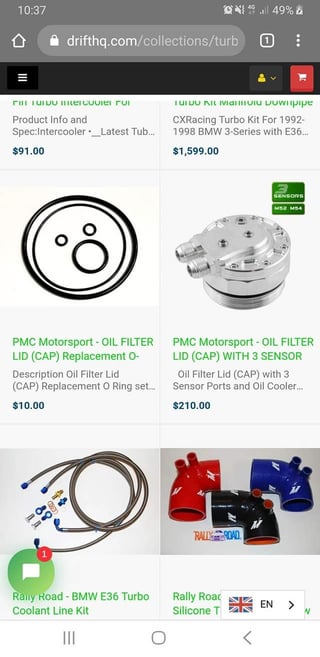 10:37
4G
49%
drifthq.com/collections/turb
1
Fin Turbo Intercooler For
Product Info and
Spec:Intercooler •__Latest Tub...
$91.00
Turbo Kit Manifold Downpipe
CXRacing Turbo Kit For 1992-
1998 BMW 3-Series with E36...
$1,599.00
3
SENSORS
M52 M54
PMC Motorsport - OIL FILTER
LID (CAP) Replacement O-
Description Oil Filter Lid
(CAP) Replacement O Ring set...
$10.00
PMC Motorsport - OIL FILTER
LID (CAP) WITH 3 SENSOR
Oil Filter Lid (CAP) with 3
Sensor Ports and Oil Cooler...
$210.00
RALLY ROAD
1
Rally Road - BMW E36 Turbo
Coolant Line Kit
Rally Road
Silicone T
w
EN